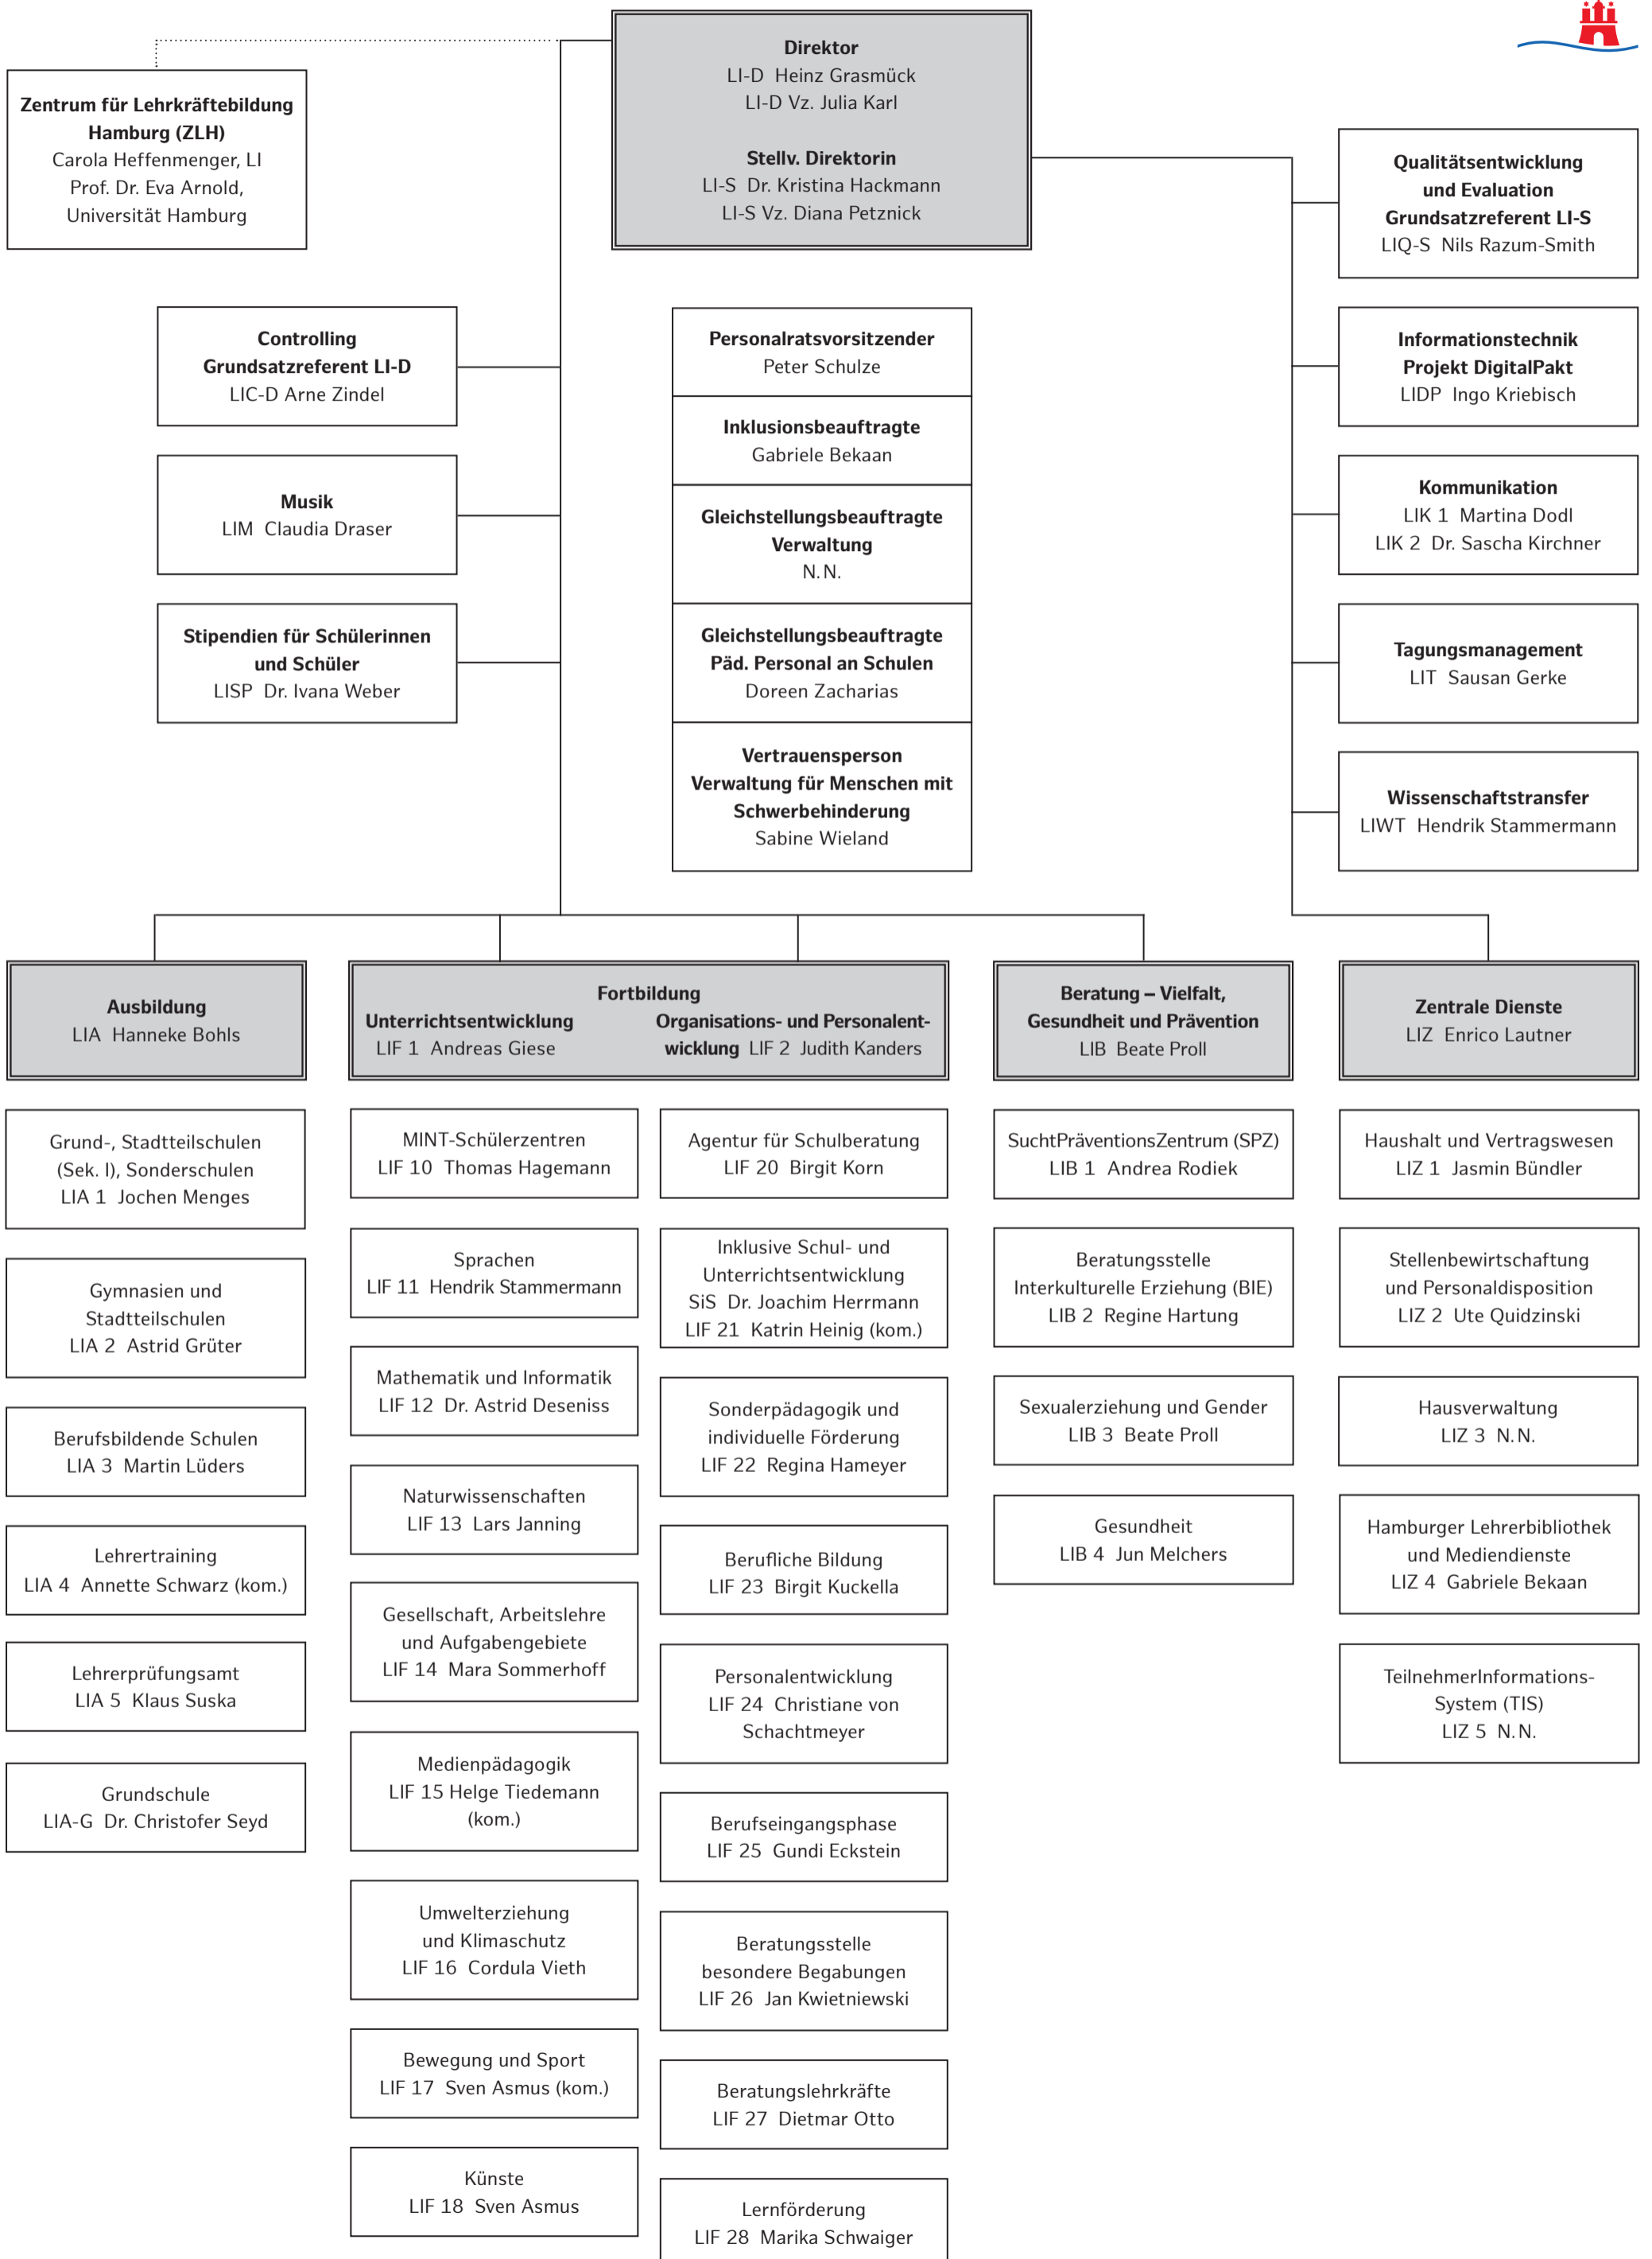 Direktor
LI-D Heinz Grasmück
LI-D Vz. Julia Karl
Stellv. Direktorin
LI-S Dr. Kristina Hackmann
LI-S Vz. Diana Petznick
Zentrum für Lehrkräftebildung
Hamburg (ZLH)
Carola Heffenmenger, LI
Prof. Dr. Eva Arnold,
Universität Hamburg
Controlling
Grundsatzreferent LI-D
LIC-D Arne Zindel
Musik
LIM Claudia Draser
Stipendien für Schülerinnen
und Schüler
LISP Dr. Ivana Weber
Personalratsvorsitzender
Peter Schulze
Inklusionsbeauftragte
Gabriele Bekaan
Gleichstellungsbeauftragte
Verwaltung
N.N.
Gleichstellungsbeauftragte
Päd. Personal an Schulen
Doreen Zacharias
Vertrauensperson
Verwaltung für Menschen mit
Schwerbehinderung
Sabine Wieland
Qualitätsentwicklung
und Evaluation
Grundsatzreferent LI-S
LIQ-S Nils Razum-Smith
Informationstechnik
Projekt DigitalPakt
LIDP Ingo Kriebisch
Kommunikation
LIK 1 Martina Dodl
LIK 2 Dr. Sascha Kirchner
Tagungsmanagement
LIT Sausan Gerke
Wissenschaftstransfer
LIWT Hendrik Stammermann
Ausbildung
LIA Hanneke Bohls
Grund-, Stadtteilschulen
(Sek. I), Sonderschulen
LIA 1 Jochen Menges
Gymnasien und
Stadtteilschulen
LIA 2 Astrid Grüter
Berufsbildende Schulen
LIA 3 Martin Lüders
Lehrertraining
LIA 4 Annette Schwarz (kom.)
Lehrerprüfungsamt
LIA 5 Klaus Suska
Grundschule
LIA-G Dr. Christofer Seyd
Fortbildung
Unterrichtsentwicklung
LIF 1 Andreas Giese
Organisations- und Personalent-
wicklung LIF 2 Judith Kanders
MINT-Schülerzentren
LIF 10 Thomas Hagemann
Sprachen
LIF 11 Hendrik Stammermann
Mathematik und Informatik
LIF 12 Dr. Astrid Deseniss
Naturwissenschaften
LIF 13 Lars Janning
Gesellschaft, Arbeitslehre
und Aufgabengebiete
LIF 14 Mara Sommerhoff
Medienpädagogik
LIF 15 Helge Tiedemann
(kom.)
Umwelterziehung
und Klimaschutz
LIF 16 Cordula Vieth
Bewegung und Sport
LIF 17 Sven Asmus (kom.)
Künste
LIF 18 Sven Asmus
Agentur für Schulberatung
LIF 20 Birgit Korn
Inklusive Schul- und
Unterrichtsentwicklung
SiS Dr. Joachim Herrmann
LIF 21 Katrin Heinig (kom.)
Sonderpädagogik und
individuelle Förderung
LIF 22 Regina Hameyer
Berufliche Bildung
LIF 23 Birgit Kuckella
Personalentwicklung
LIF 24 Christiane von
Schachtmeyer
Berufseingangsphase
LIF 25 Gundi Eckstein
Beratungsstelle
besondere Begabungen
LIF 26 Jan Kwietniewski
Beratungslehrkräfte
LIF 27 Dietmar Otto
Lernförderung
LIF 28 Marika Schwaiger
Beratung – Vielfalt,
Gesundheit und Prävention
LIB Beate Proll
SuchtPräventionsZentrum (SPZ)
LIB 1 Andrea Rodiek
Beratungsstelle
Interkulturelle Erziehung (BIE)
LIB 2 Regine Hartung
Sexualerziehung und Gender
LIB 3 Beate Proll
Gesundheit
LIB 4 Jun Melchers
Zentrale Dienste
LIZ Enrico Lautner
Haushalt und Vertragswesen
LIZ 1 Jasmin Bündler
Stellenbewirtschaftung
und Personaldisposition
LIZ 2 Ute Quidzinski
Hausverwaltung
LIZ 3 N.N.
Hamburger Lehrerbibliothek
und Mediendienste
LIZ 4 Gabriele Bekaan
TeilnehmerInformations-
System (TIS)
LIZ 5 N.N.